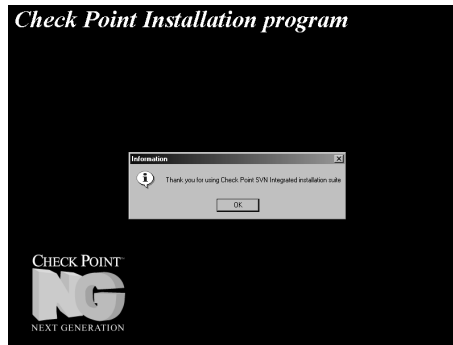 Check Point Installation program
Information
Thank you for using Check Point SVN Integrated installation suite
OK
CHECK POINT™
NG
NEXT GENERATION